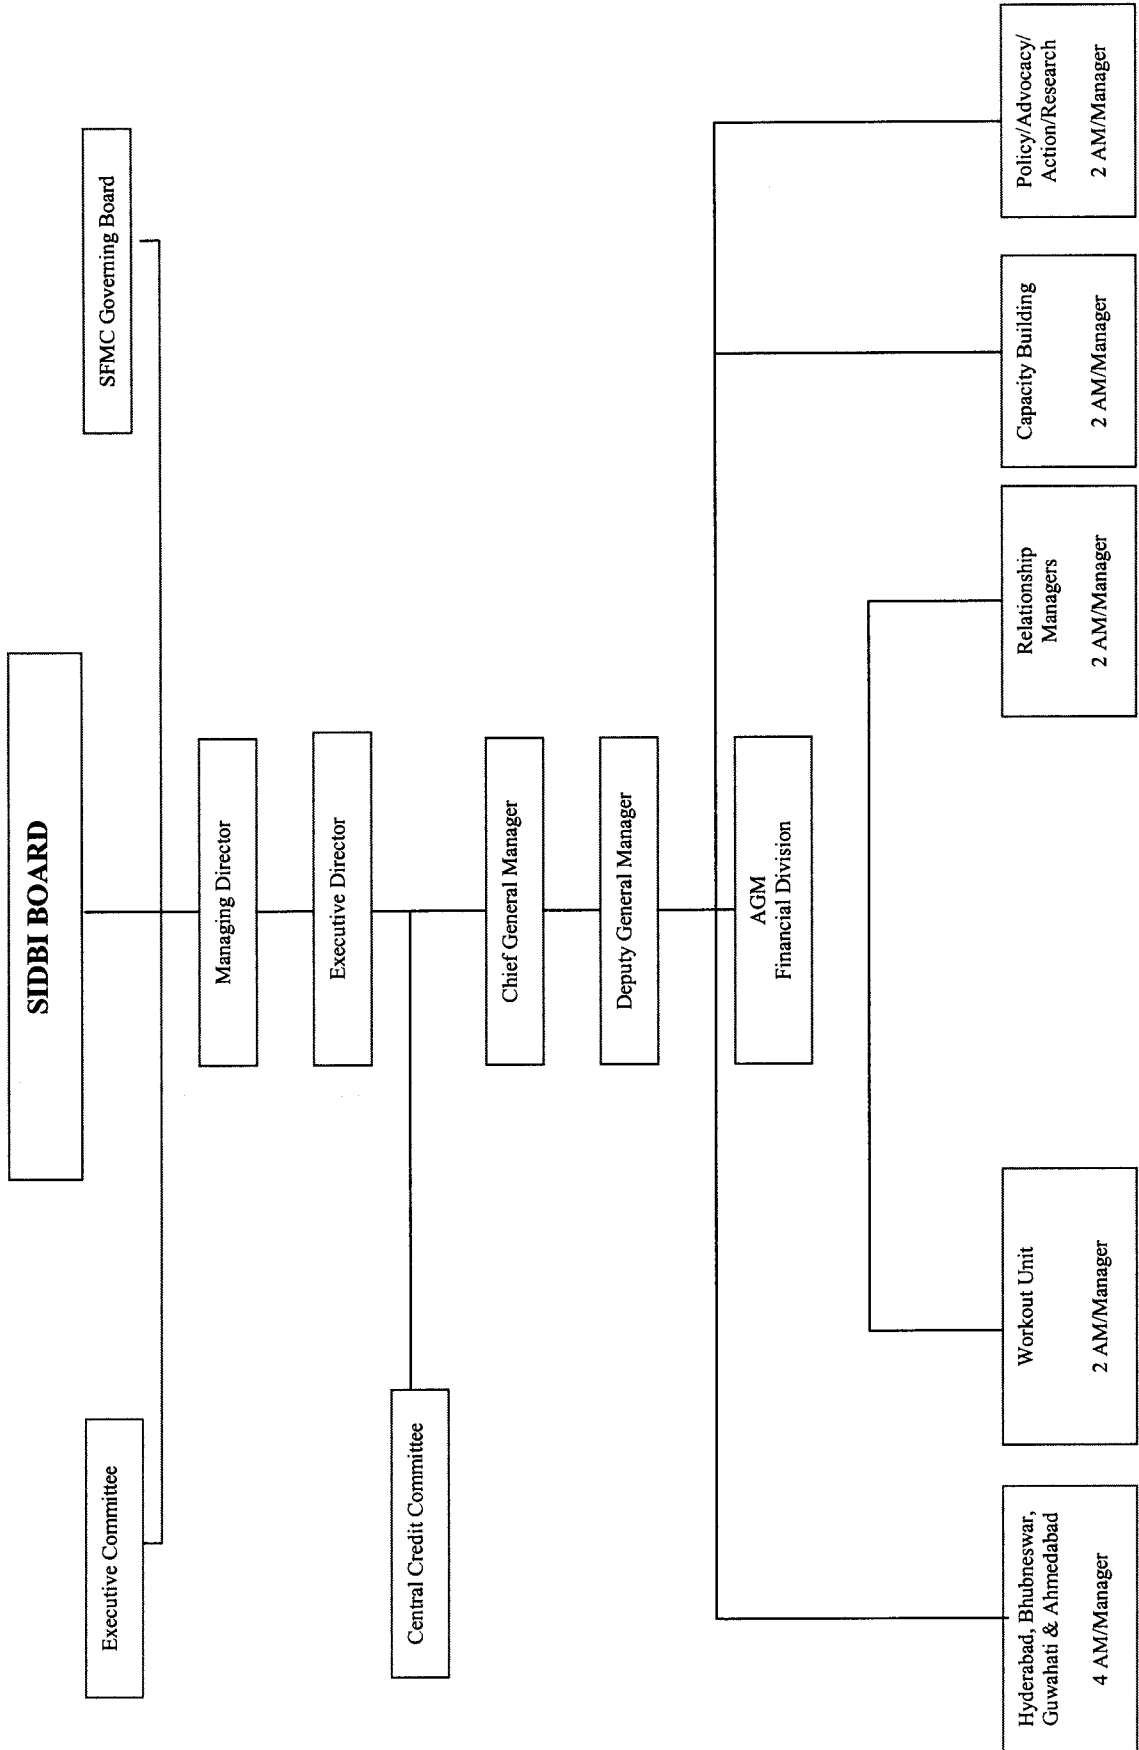 SIDBI BOARD
Executive Committee
SFMC Governing Board
Managing Director
Executive Director
Central Credit Committee
Chief General Manager
Deputy General Manager
AGM
Financial Division
Hyderabad, Bhubneswar,
Guwahati & Ahmedabad
4 AM/Manager
Workout Unit
2 AM/Manager
Relationship
Managers
2 AM/Manager
Capacity Building
2 AM/Manager
Policy/Advocacy/
Action/Research
2 AM/Manager